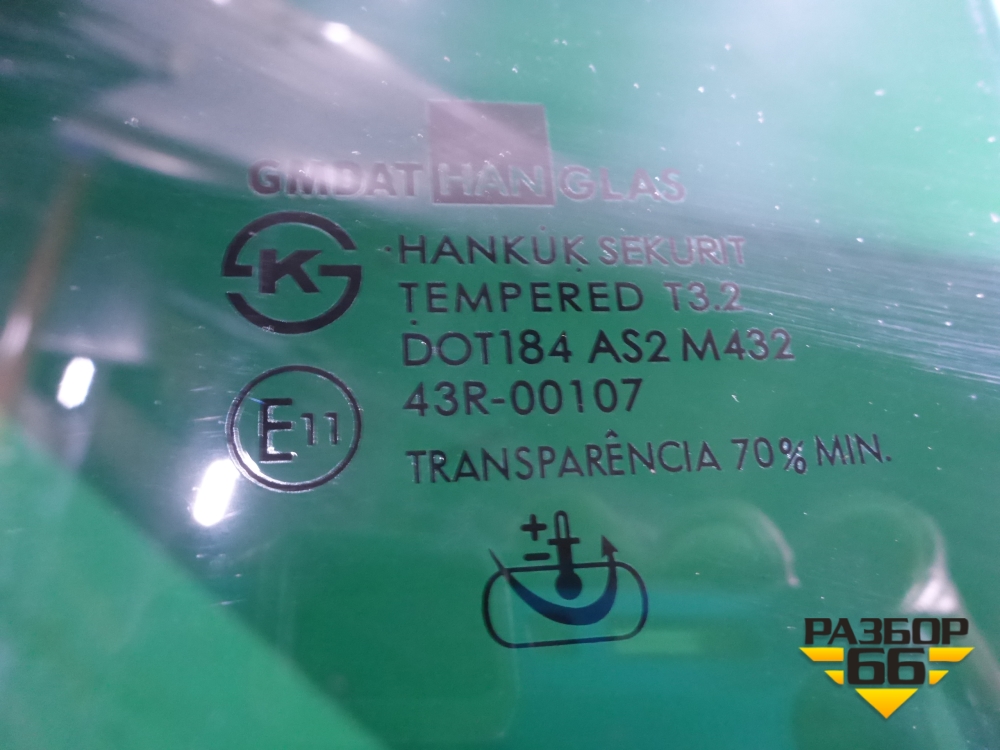 GMDAT HAN GLAS
K
HANKUK SEKURIT
TEMPERED T3.2
DOT184 AS2 M432
E11
43R-00107
TRANSPARÊNCIA 70% MIN.
РАЗБОР
66